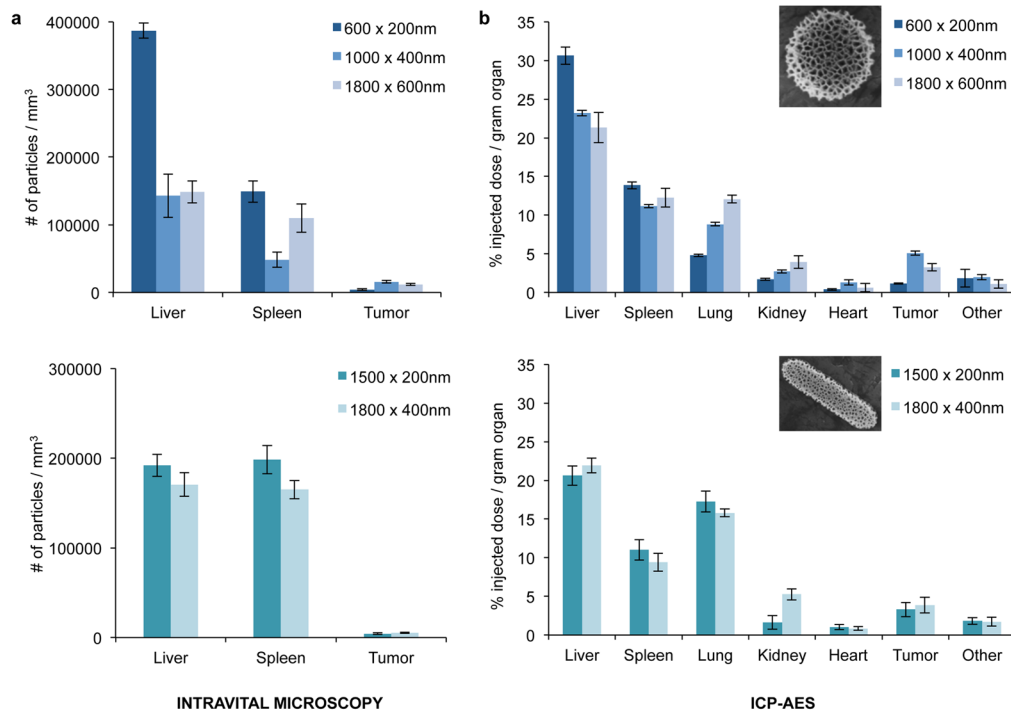 a
400000
300000
200000
100000
0
# of particles / mm³
600 x 200nm
1000 x 400nm
1800 x 600nm
Liver Spleen Tumor
b
35
30
25
20
15
10
5
0
% injected dose / gram organ
600 x 200nm
1000 x 400nm
1800 x 600nm
Liver Spleen Lung Kidney Heart Tumor Other
300000
200000
100000
0
# of particles / mm³
1500 x 200nm
1800 x 400nm
Liver Spleen Tumor
INTRAVITAL MICROSCOPY
35
30
25
20
15
10
5
0
% injected dose / gram organ
1500 x 200nm
1800 x 400nm
Liver Spleen Lung Kidney Heart Tumor Other
ICP-AES